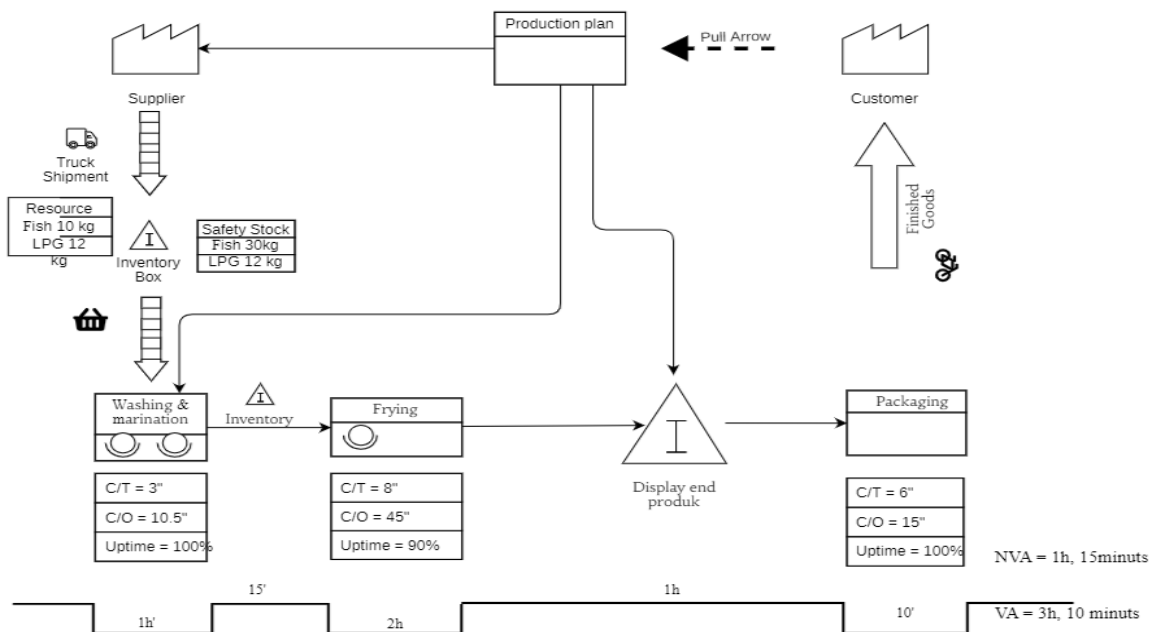 Production plan
Pull Arrow
Supplier
Customer
Truck
Shipment
Resource
Fish 10 kg
LPG 12
kg
I
Inventory
Box
Safety Stock
Fish 30kg
LPG 12 kg
Finished
Goods
Washing &
marination
I
Inventory
Frying
I
Display end
produk
Packaging
C/T = 3"
C/O = 10.5"
Uptime = 100%
C/T = 8"
C/O = 45"
Uptime = 90%
C/T = 6"
C/O = 15"
Uptime = 100%
NVA = 1h, 15minuts
15'
1h
1h'
2h
10'
VA = 3h, 10 minuts